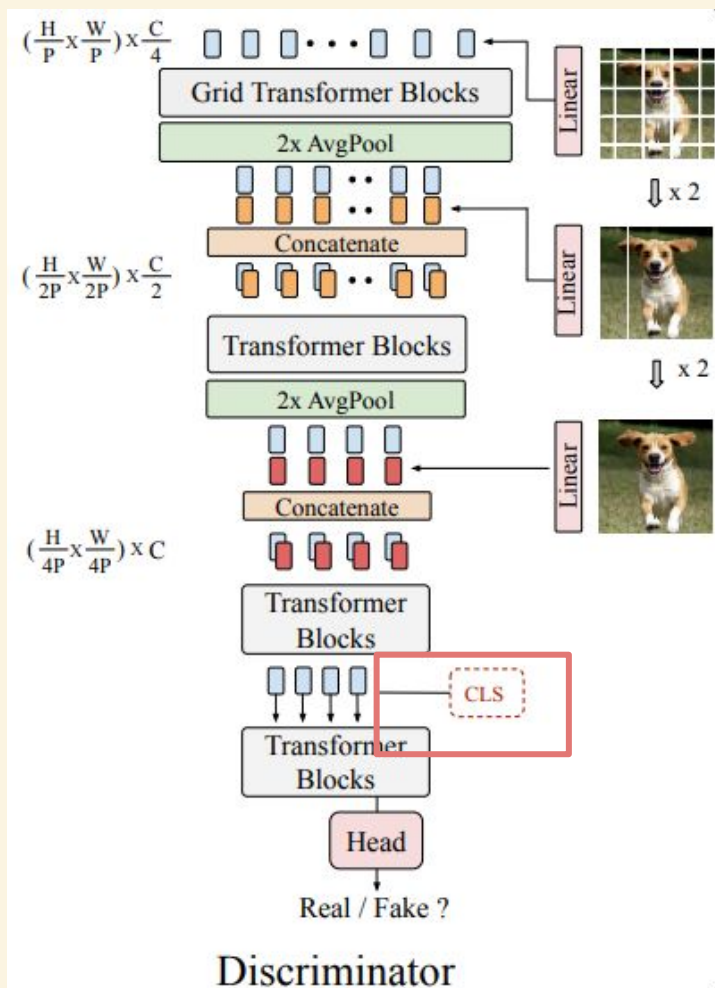 (H/P x W/P) x C/4
Linear
Grid Transformer Blocks
2x AvgPool
x 2
Concatenate
(H/2P x W/2P) x C/2
Linear
Transformer Blocks
x 2
2x AvgPool
Linear
Concatenate
(H/4P x W/4P) x C
Transformer
Blocks
CLS
Transformer
Blocks
Head
Real / Fake ?
Discriminator